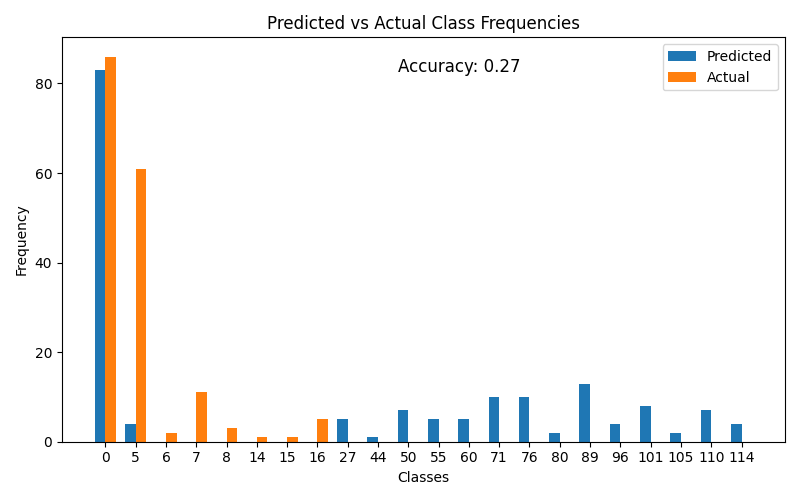 Predicted vs Actual Class Frequencies
Accuracy: 0.27
Predicted
Actual
Frequency
80
60
40
20
0
0 5 6 7 8 14 15 16 27 44 50 55 60 71 76 80 89 96 101 105 110 114
Classes